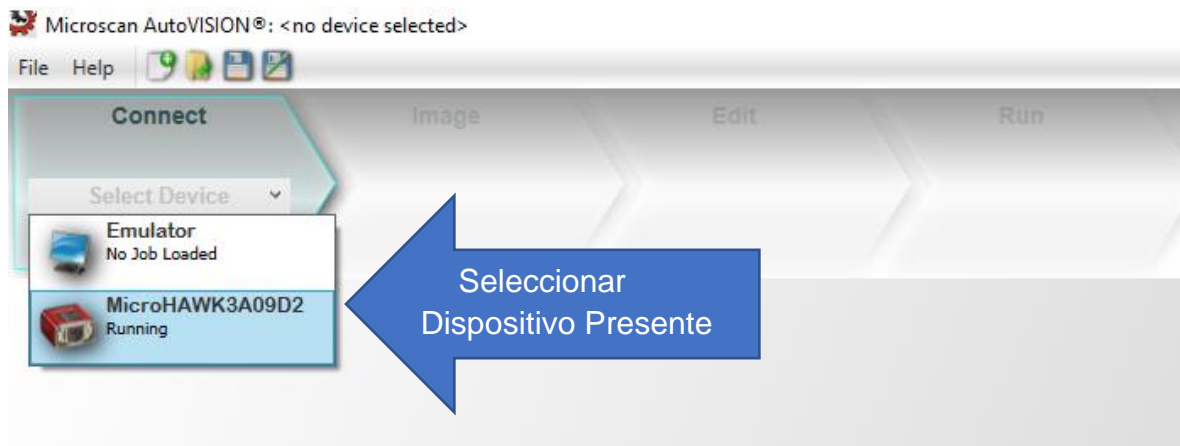 Microscan AutoVISION®: <no device selected>
File Help
Connect Image Edit Run
Select Device
Emulator
No Job Loaded
MicroHAWK3A09D2
Running
Seleccionar
Dispositivo Presente